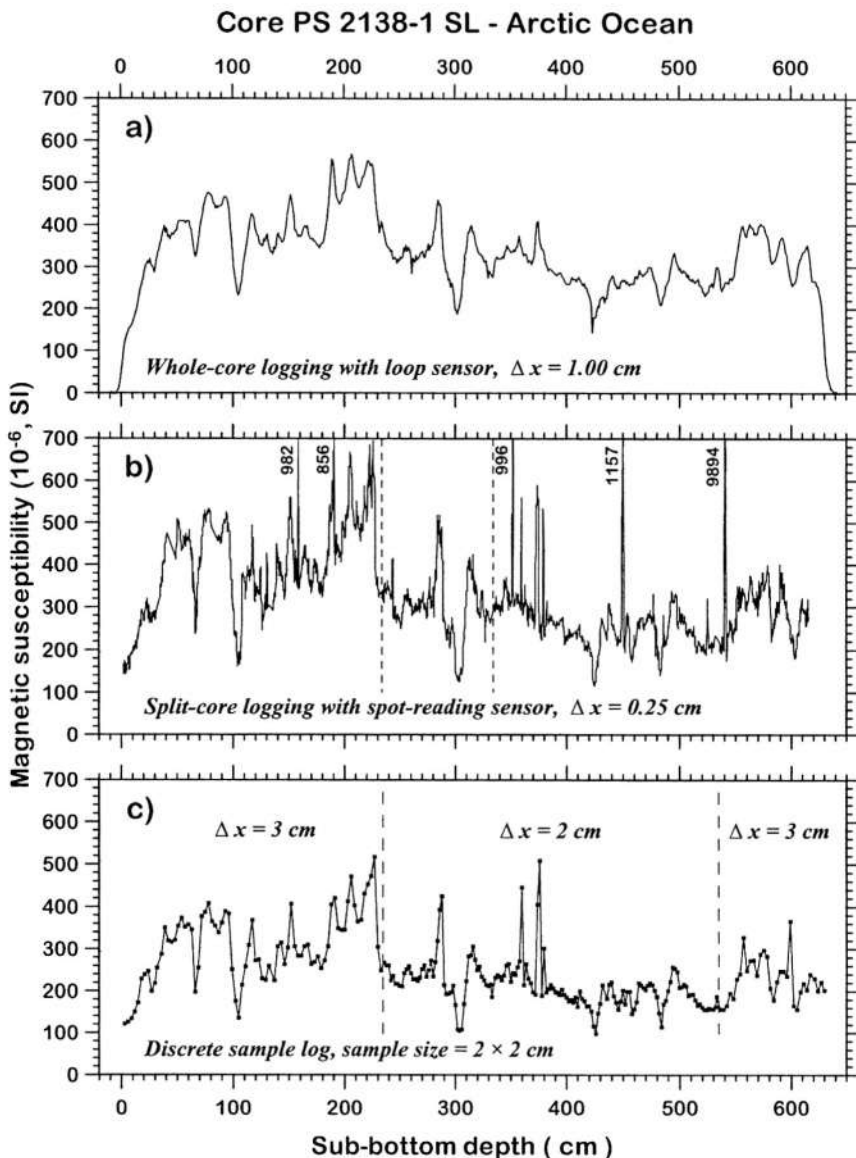 Core PS 2138-1 SL - Arctic Ocean
0 100 200 300 400 500 600
Magnetic susceptibility (10⁻⁶, SI)
700
600
500
400
300
200
100
0
a)
Whole-core logging with loop sensor, Δ x = 1.00 cm
700
600
500
400
300
200
100
0
b)
982
856
996
1157
9894
Split-core logging with spot-reading sensor, Δ x = 0.25 cm
700
600
500
400
300
200
100
0
c)
Δ x = 3 cm
Δ x = 2 cm
Δ x = 3 cm
Discrete sample log, sample size = 2 × 2 cm
0 100 200 300 400 500 600
Sub-bottom depth ( cm )